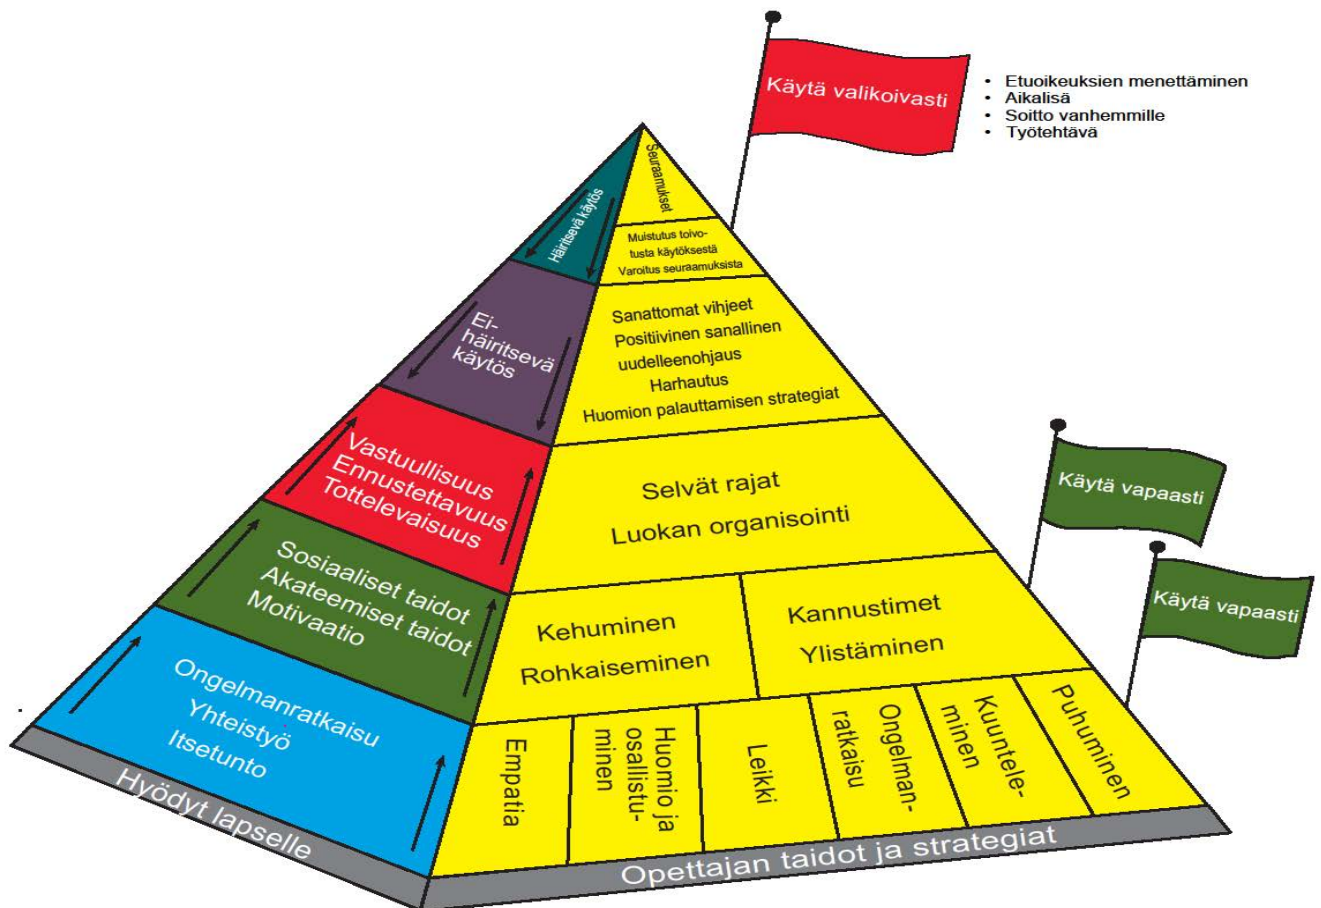 Käytä valikoivasti
• Etuoikeuksien menettäminen
• Aikalisä
• Soitto vanhemmille
• Työtehtävä
Häiritsevä käytös
Seuraamukset
Muistutus toivo-
tusta käytöksestä
Varoitus seuraamuksista
Ei-
häiritsevä
käytös
Sanattomat vihjeet
Positiivinen sanallinen
uudelleenohjaus
Harhautus
Huomion palauttamisen strategiat
Vastuullisuus
Ennustettavuus
Tottelevaisuus
Selvät rajat
Luokan organisointi
Käytä vapaasti
Sosiaaliset taidot
Akateemiset taidot
Motivaatio
Kehuminen
Rohkaiseminen
Kannustimet
Ylistäminen
Käytä vapaasti
Ongelmanratkaisu
Yhteistyö
Itsetunto
Empatia
Huomio ja
osallistu-
minen
Leikki
Ongelman-
ratkaisu
Kuuntele-
minen
Puhuminen
Hyödyt lapselle
Opettajan taidot ja strategiat